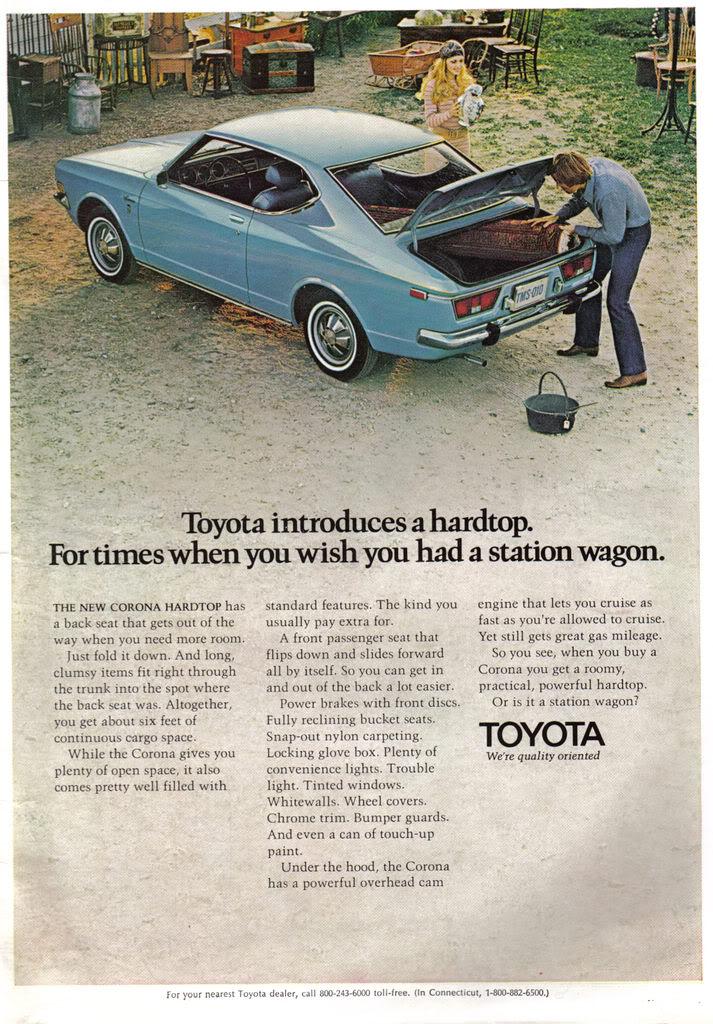 TMS-010
Toyota introduces a hardtop.
For times when you wish you had a station wagon.
THE NEW CORONA HARDTOP has
a back seat that gets out of the
way when you need more room.
Just fold it down. And long,
clumsy items fit right through
the trunk into the spot where
the back seat was. Altogether,
you get about six feet of
continuous cargo space.
While the Corona gives you
plenty of open space, it also
comes pretty well filled with
standard features. The kind you
usually pay extra for.
A front passenger seat that
flips down and slides forward
all by itself. So you can get in
and out of the back a lot easier.
Power brakes with front discs.
Fully reclining bucket seats.
Snap-out nylon carpeting.
Locking glove box. Plenty of
convenience lights. Trouble
light. Tinted windows.
Whitewalls. Wheel covers.
Chrome trim. Bumper guards.
And even a can of touch-up
paint.
Under the hood, the Corona
has a powerful overhead cam
engine that lets you cruise as
fast as you're allowed to cruise.
Yet still gets great gas mileage.
So you see, when you buy a
Corona you get a roomy,
practical, powerful hardtop.
Or is it a station wagon?
TOYOTA
We're quality oriented
For your nearest Toyota dealer, call 800-243-6000 toll-free. (In Connecticut, 1-800-882-6500.)